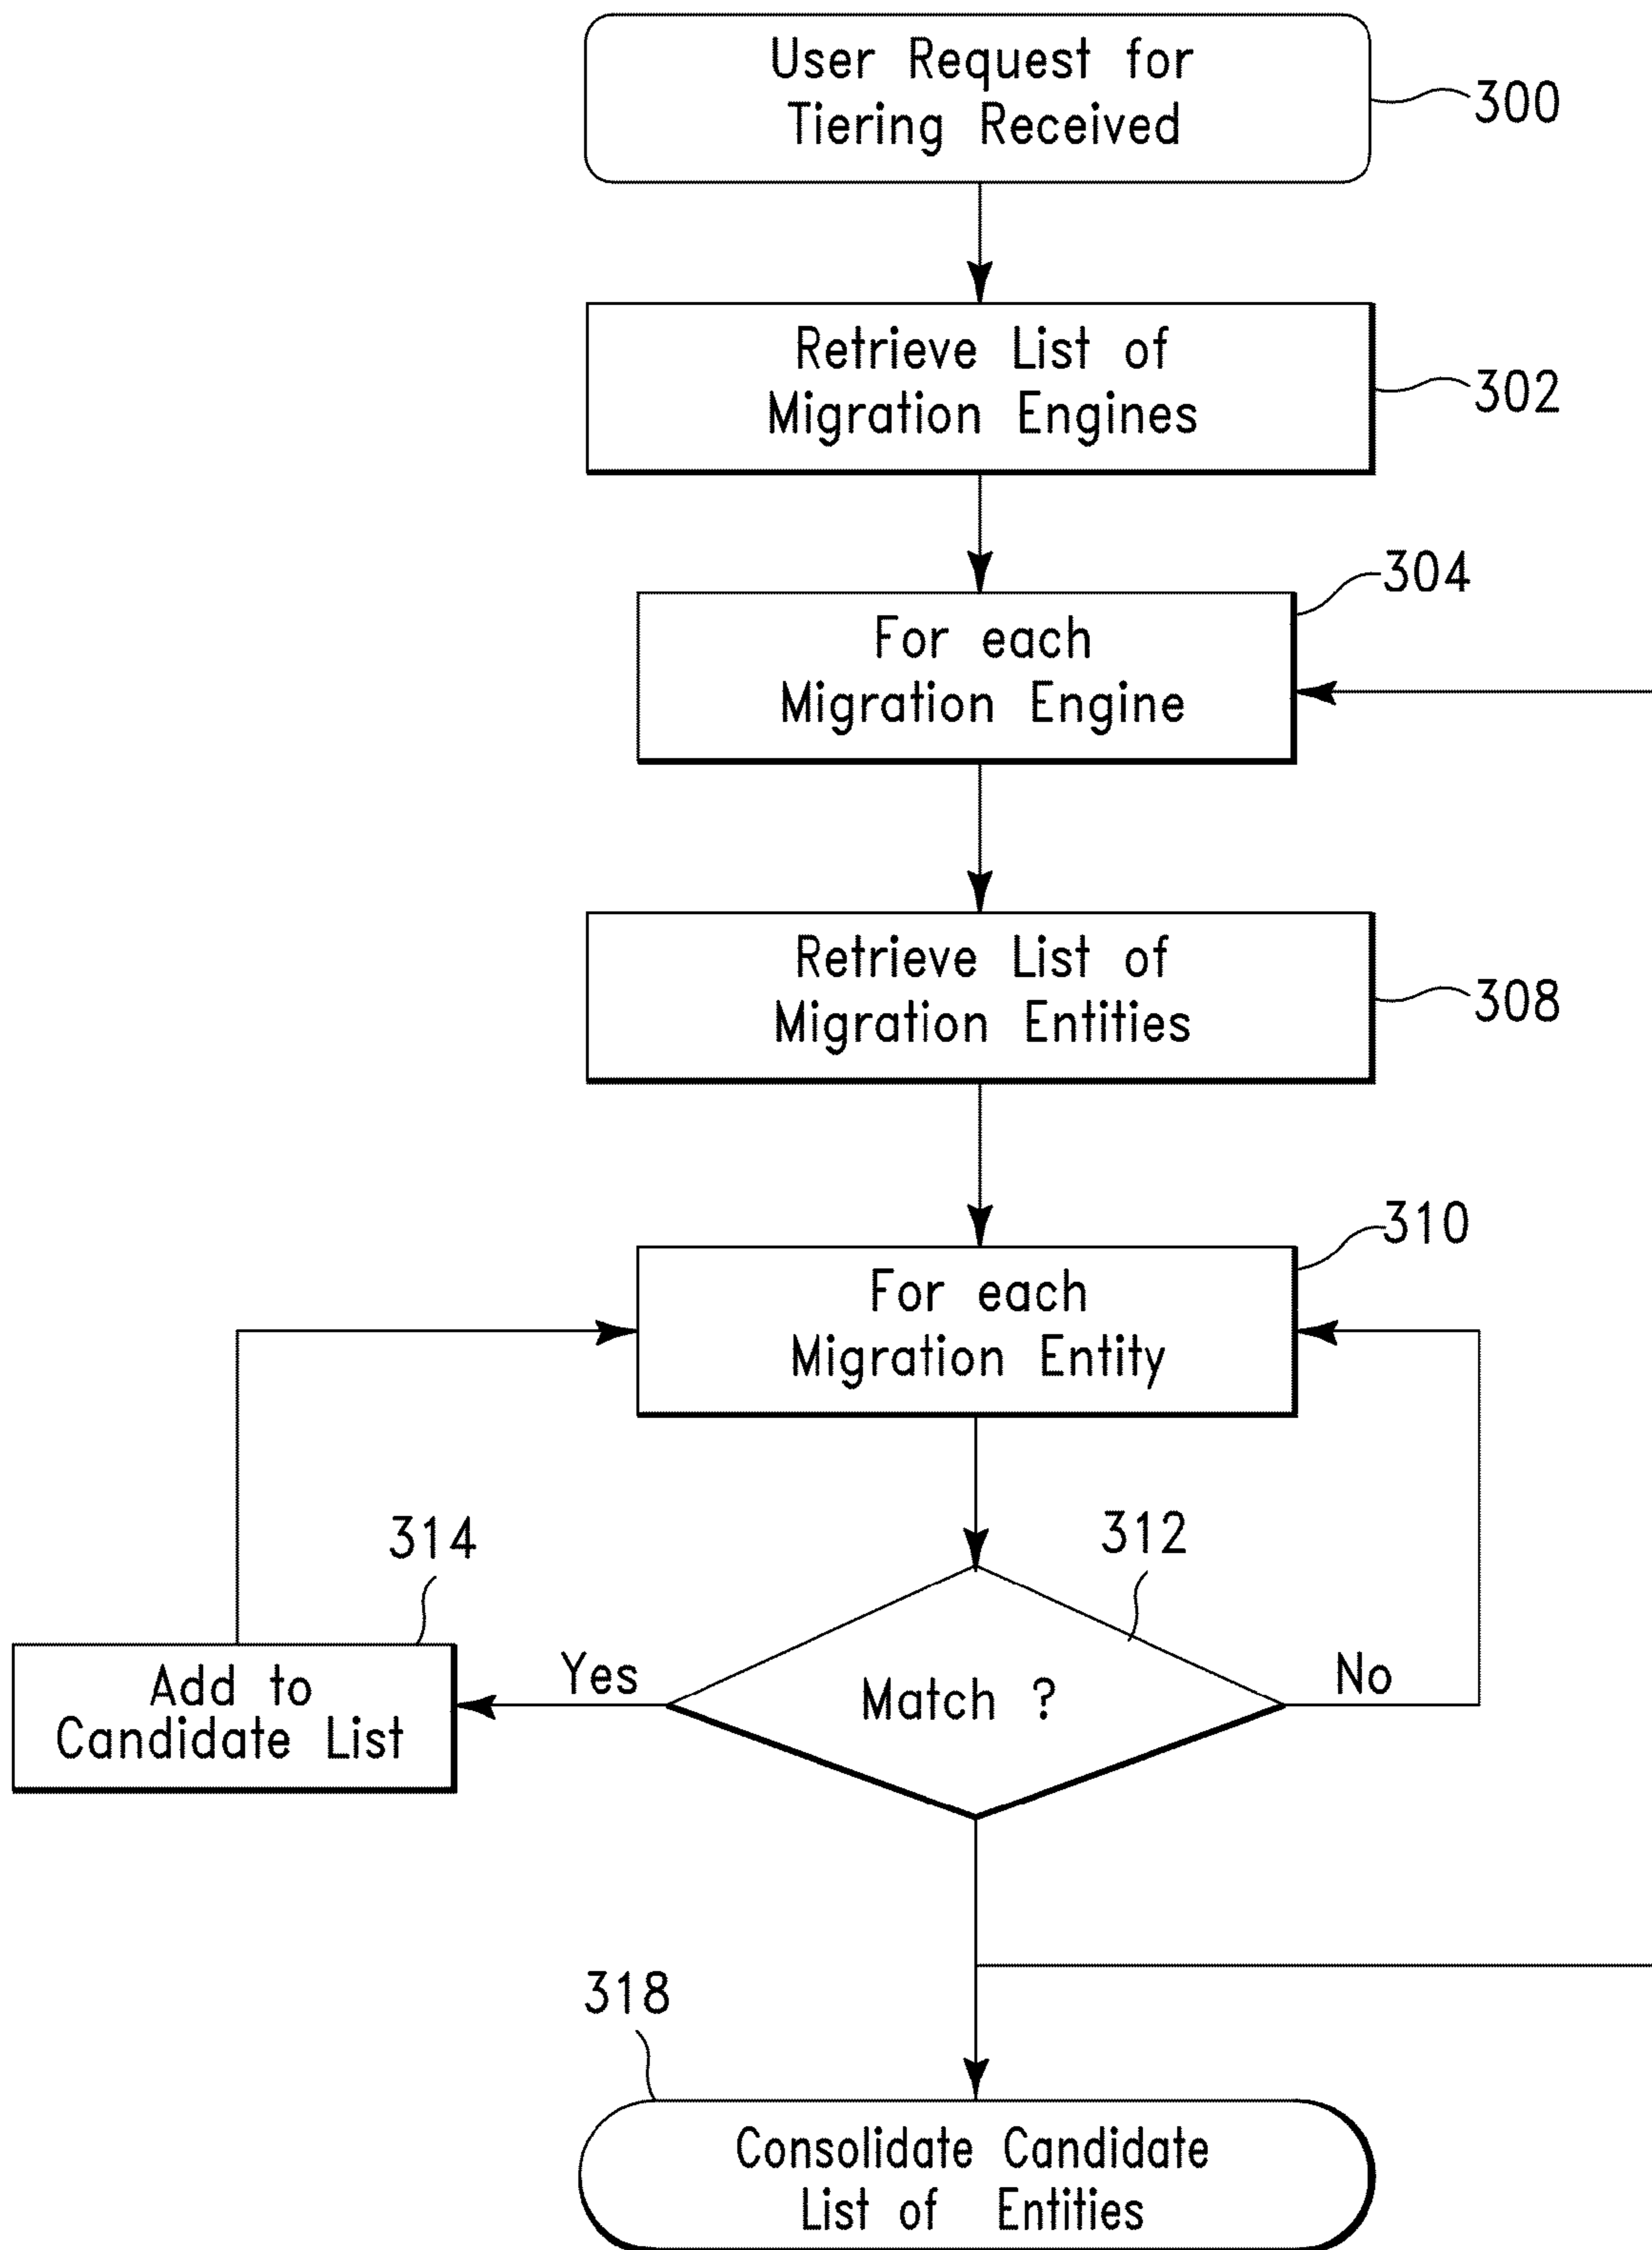 User Request for
Tiering Received
300
Retrieve List of
Migration Engines
302
304
For each
Migration Engine
Retrieve List of
Migration Entities
308
310
For each
Migration Entity
314
312
Add to
Candidate List
Yes
Match ?
No
318
Consolidate Candidate
List of Entities